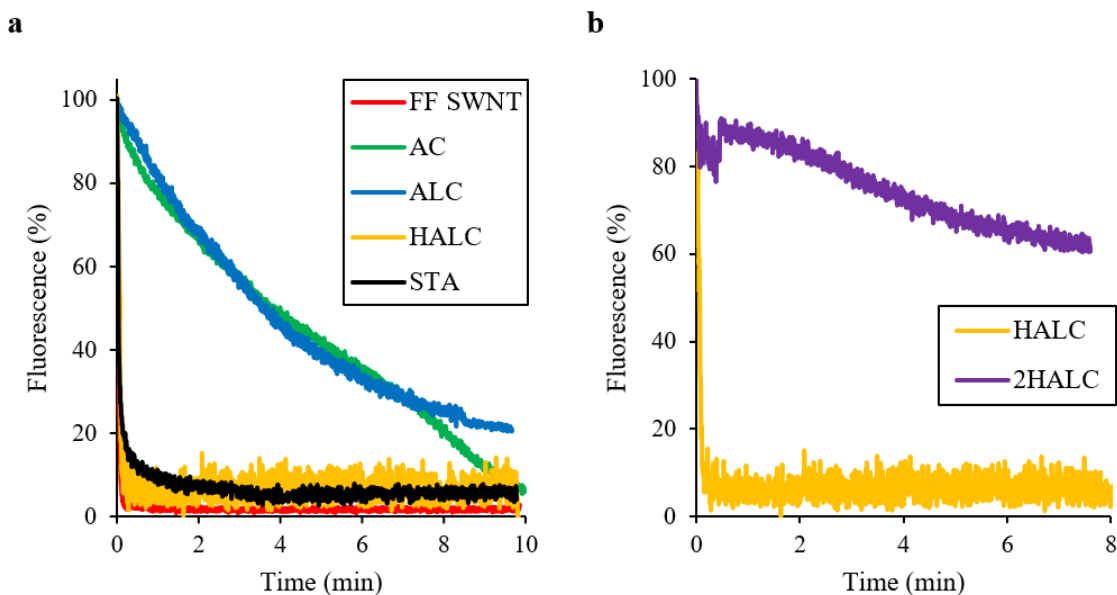 a
100
80
60
40
20
0
Fluorescence (%)
0 2 4 6 8 10
Time (min)
FF SWNT
AC
ALC
HALC
STA
b
100
80
60
40
20
0
Fluorescence (%)
0 2 4 6 8
Time (min)
HALC
2HALC